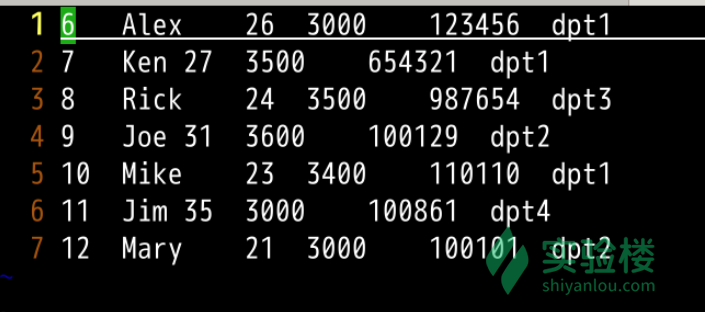 1 6 Alex 26 3000 123456 dpt1
2 7 Ken 27 3500 654321 dpt1
3 8 Rick 24 3500 987654 dpt3
4 9 Joe 31 3600 100129 dpt2
5 10 Mike 23 3400 110110 dpt1
6 11 Jim 35 3000 100861 dpt4
7 12 Mary 21 3000 100101 dpt2
~
实验楼
shiyanlou.com